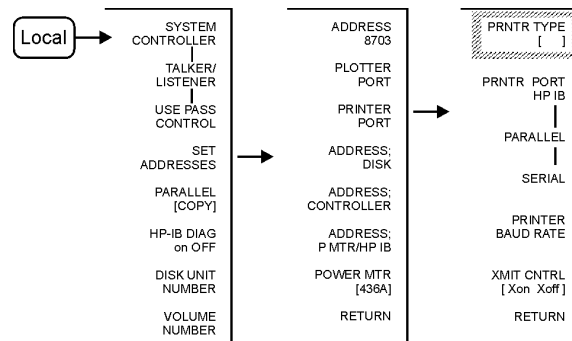 Local
SYSTEM
CONTROLLER
TALKER/
LISTENER
USE PASS
CONTROL
SET
ADDRESSES
PARALLEL
[COPY]
HP-IB DIAG
on OFF
DISK UNIT
NUMBER
VOLUME
NUMBER
ADDRESS
8703
PLOTTER
PORT
PRINTER
PORT
ADDRESS;
DISK
ADDRESS;
CONTROLLER
ADDRESS;
P MTR/HP IB
POWER MTR
[436A]
RETURN
PRNTR TYPE
[ ]
PRNTR PORT
HP IB
PARALLEL
SERIAL
PRINTER
BAUD RATE
XMIT CNTRL
[ Xon Xoff ]
RETURN